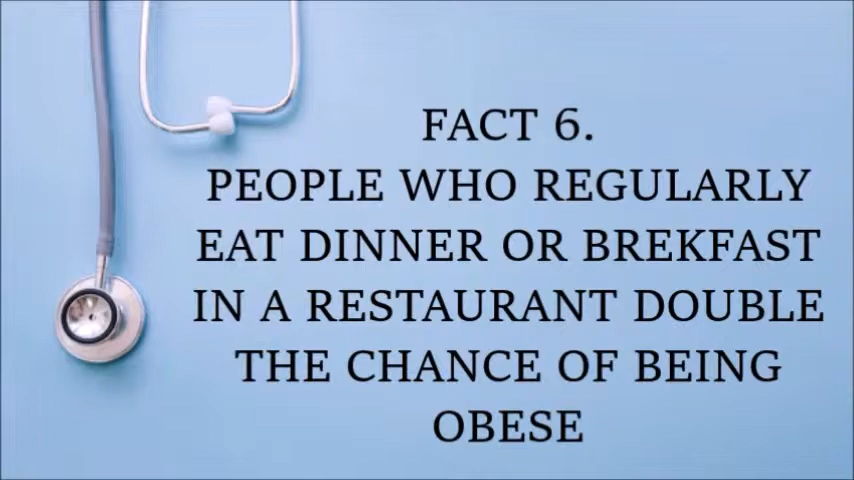 FACT 6.
PEOPLE WHO REGULARLY
EAT DINNER OR BREKFAST
IN A RESTAURANT DOUBLE
THE CHANCE OF BEING
OBESE